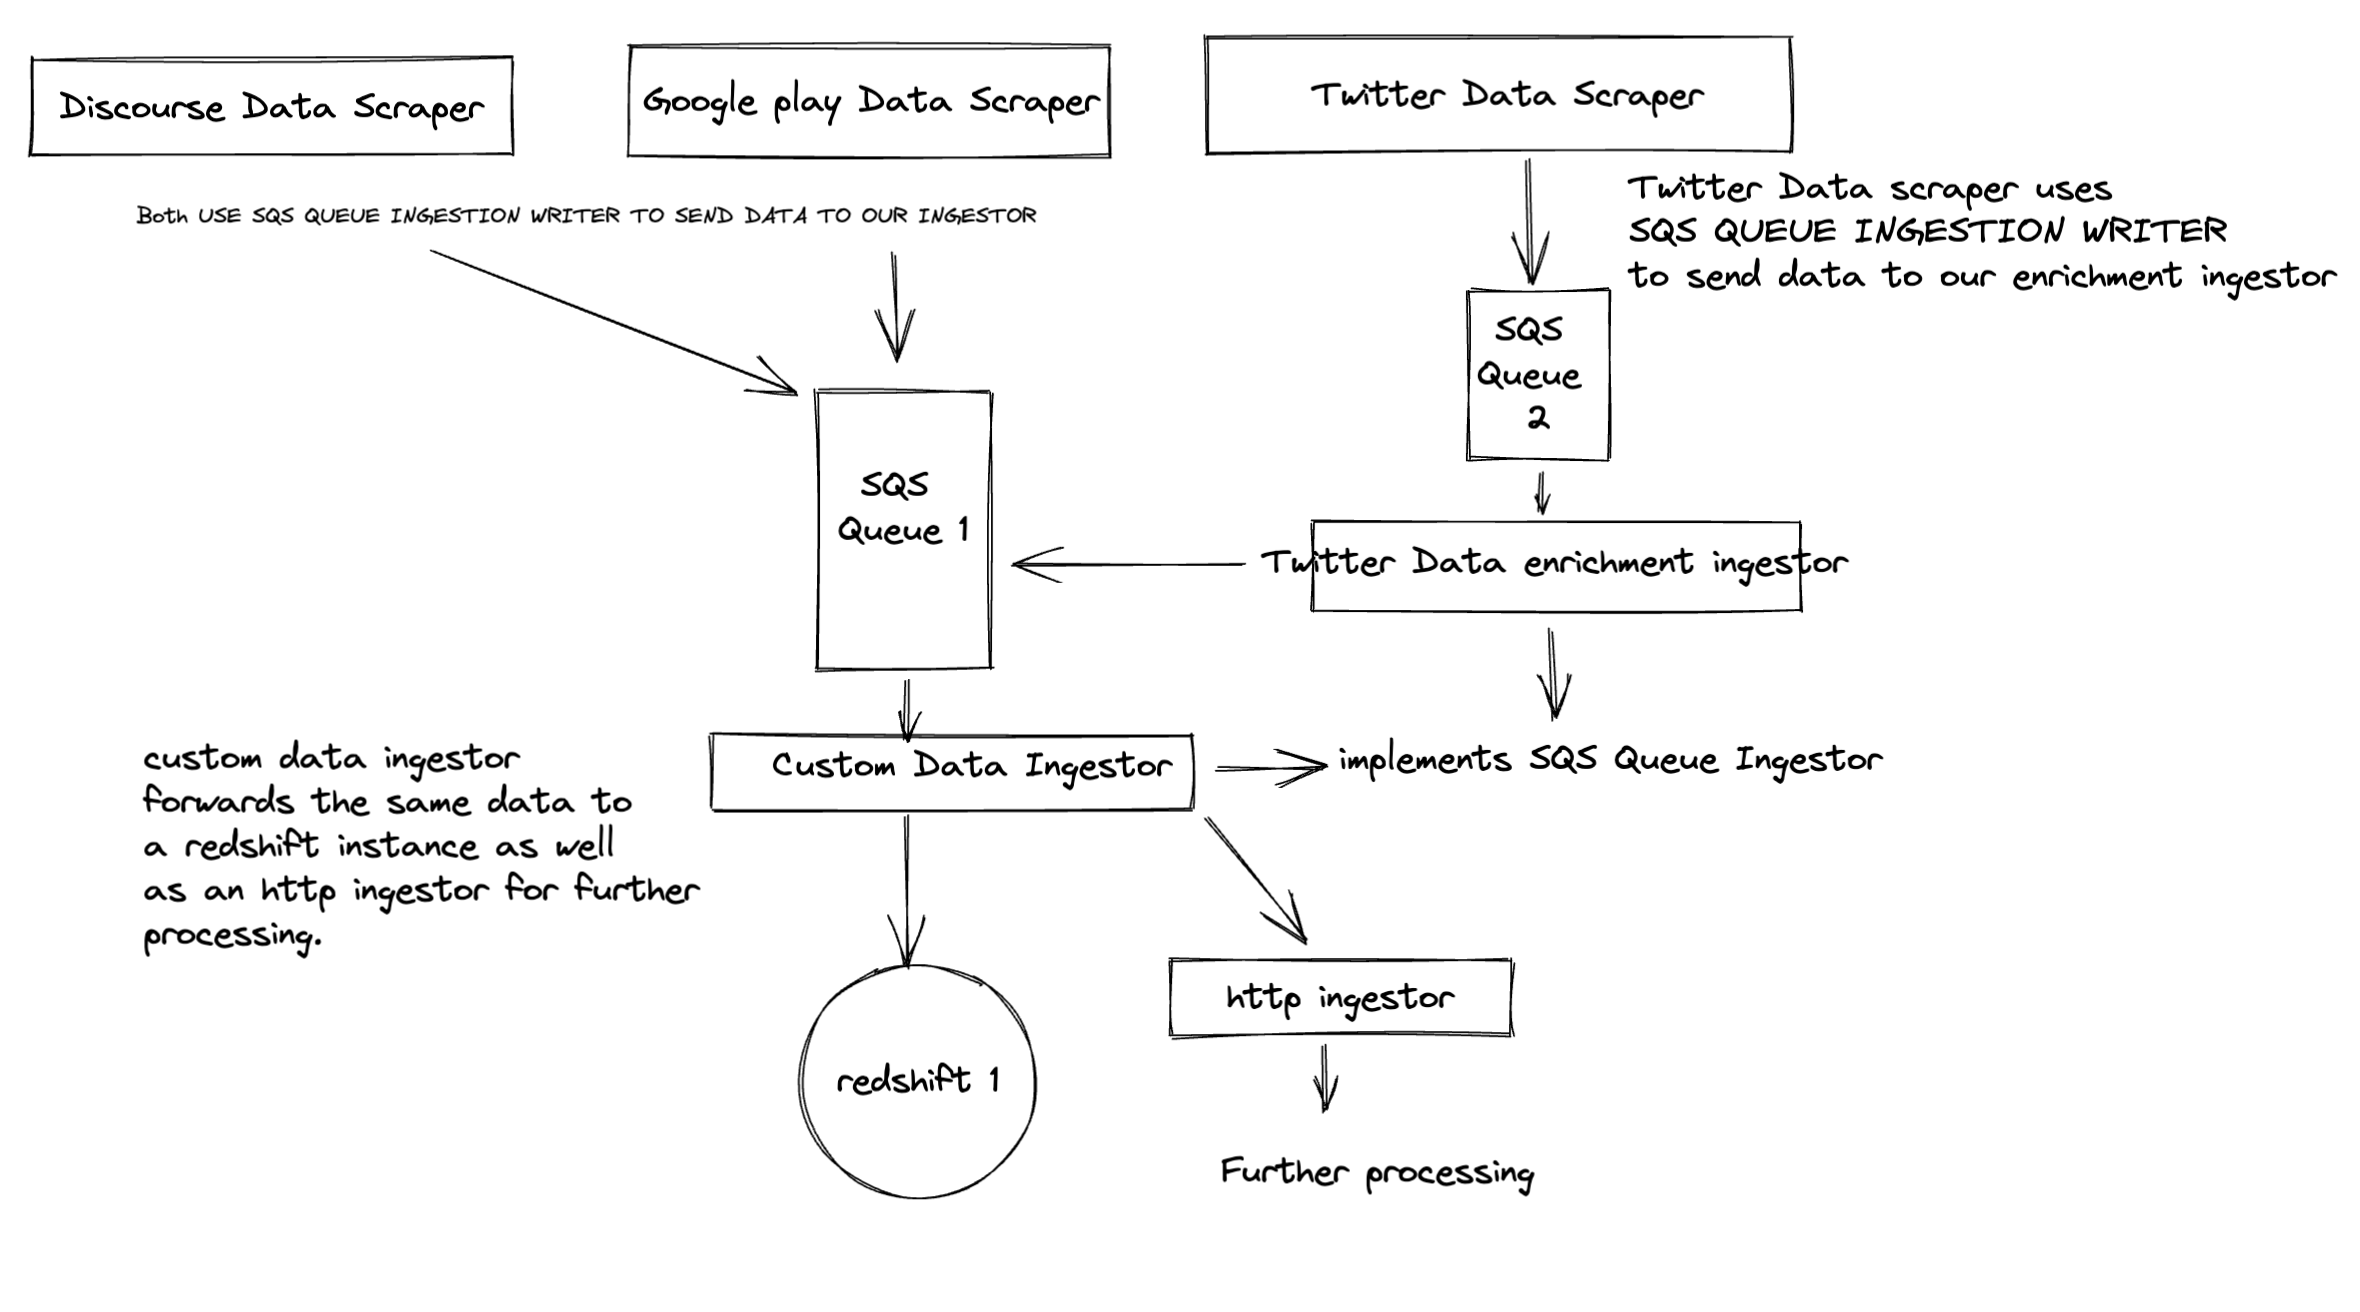 Discourse Data Scraper
Google play Data Scraper
Twitter Data Scraper
Both USE SQS QUEUE INGESTION WRITER TO SEND DATA TO OUR INGESTOR
Twitter Data scraper uses
SQS QUEUE INGESTION WRITER
to send data to our enrichment ingestor
SQS
Queue
2
SQS
Queue 1
Twitter Data enrichment ingestor
Custom Data Ingestor
implements SQS Queue Ingestor
custom data ingestor
forwards the same data to
a redshift instance as well
as an http ingestor for further
processing.
http ingestor
redshift 1
Further processing